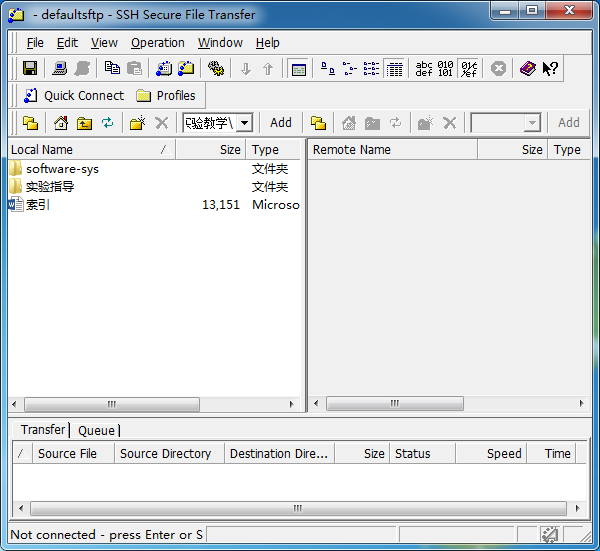 - defaultsftp - SSH Secure File Transfer
File Edit View Operation Window Help
abc def 010 101
Quick Connect Profiles
验教学\ Add Add
Local Name / Size Type Remote Name Size Type
software-sys 文件夹
实验指导 文件夹
索引 13,151 Microso
Transfer Queue
/ Source File Source Directory Destination Dire... Size Status Speed Time
Not connected - press Enter or S